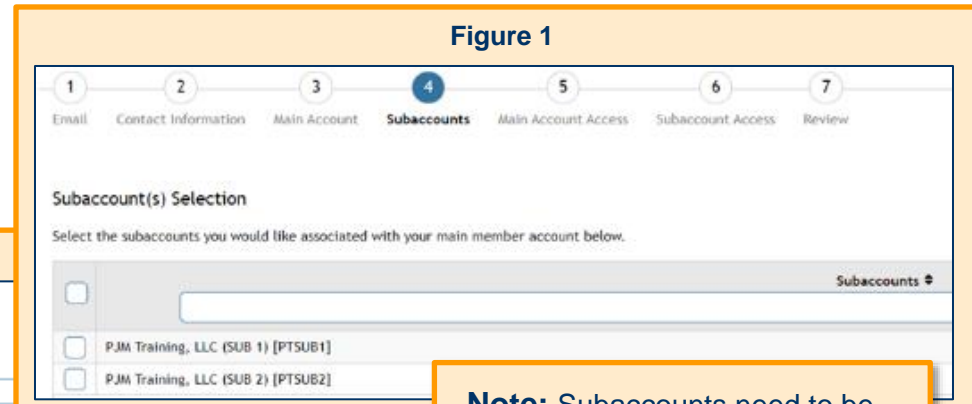 Figure 1
1 2 3 4 5 6 7
Email Contact Information Main Account Subaccounts Main Account Access Subaccount Access Review
Subaccount(s) Selection
Select the subaccounts you would like associated with your main member account below.
Subaccounts
PJM Training, LLC (SUB 1) [PTSUB1]
PJM Training, LLC (SUB 2) [PTSUB2]
Note: Subaccounts need to be